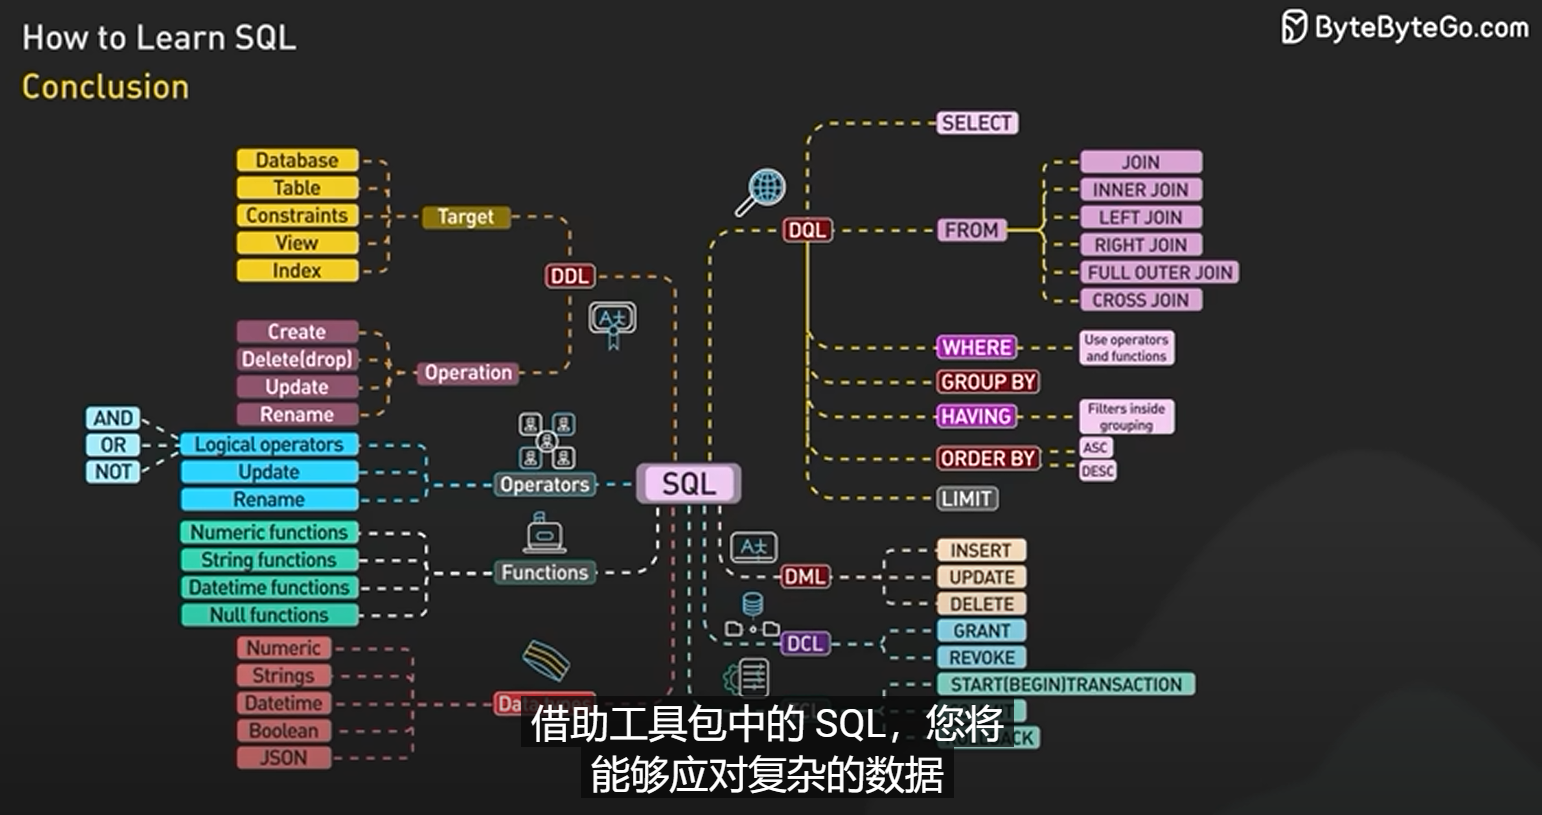 How to Learn SQL
ByteByteGo.com
Conclusion
Database
Table
Constraints
View
Index
Target
DDL
Create
Delete(drop)
Update
Rename
Operation
AND
OR
NOT
Logical operators
Update
Rename
Operators
Numeric functions
String functions
Datetime functions
Null functions
Functions
Numeric
Strings
Datetime
Boolean
JSON
SQL
DQL
SELECT
FROM
JOIN
INNER JOIN
LEFT JOIN
RIGHT JOIN
FULL OUTER JOIN
CROSS JOIN
WHERE
Use operators
and functions
GROUP BY
HAVING
Filters inside
grouping
ORDER BY
ASC
DESC
LIMIT
DML
INSERT
UPDATE
DELETE
DCL
GRANT
REVOKE
START(BEGIN)TRANSACTION
借助工具包中的 SQL，您将
能够应对复杂的数据